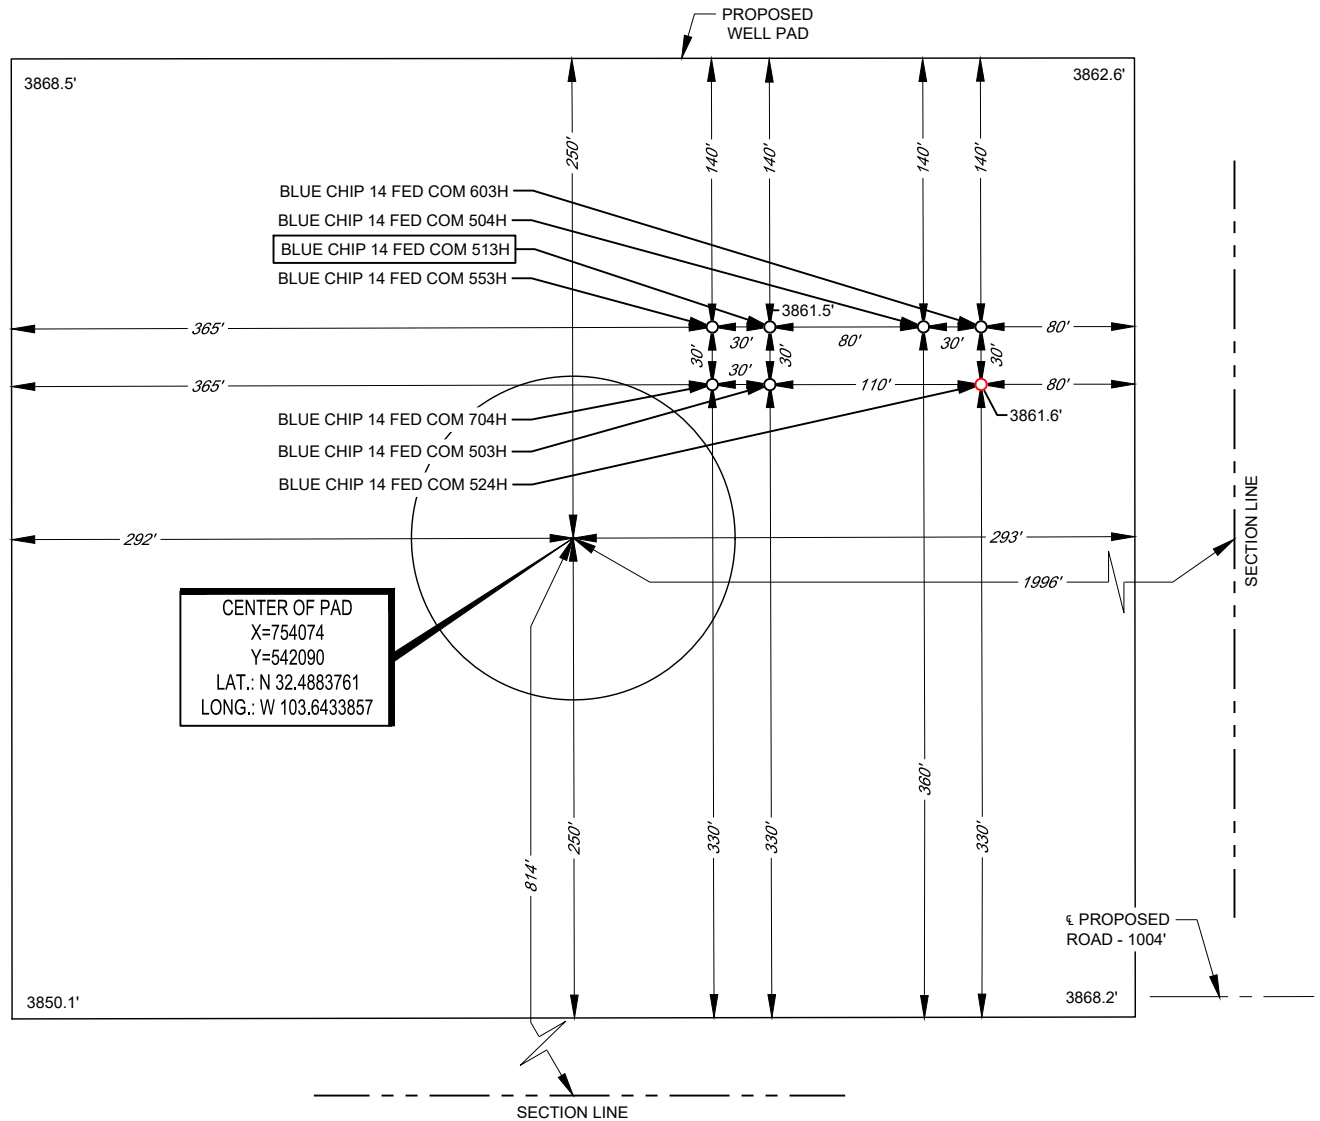 PROPOSED
WELL PAD
3868.5'
3862.6'
250'
140'
140'
140'
140'
BLUE CHIP 14 FED COM 603H
BLUE CHIP 14 FED COM 504H
BLUE CHIP 14 FED COM 513H
BLUE CHIP 14 FED COM 553H
3861.5'
365'
30'
80'
30'
80'
30'
30'
30'
365'
30'
110'
80'
BLUE CHIP 14 FED COM 704H
3861.6'
BLUE CHIP 14 FED COM 503H
BLUE CHIP 14 FED COM 524H
SECTION LINE
292'
293'
1996'
CENTER OF PAD
X=754074
Y=542090
LAT.: N 32.4883761
LONG.: W 103.6433857
360'
250'
330'
330'
330'
814'
℄ PROPOSED
ROAD - 1004'
3850.1'
3868.2'
SECTION LINE